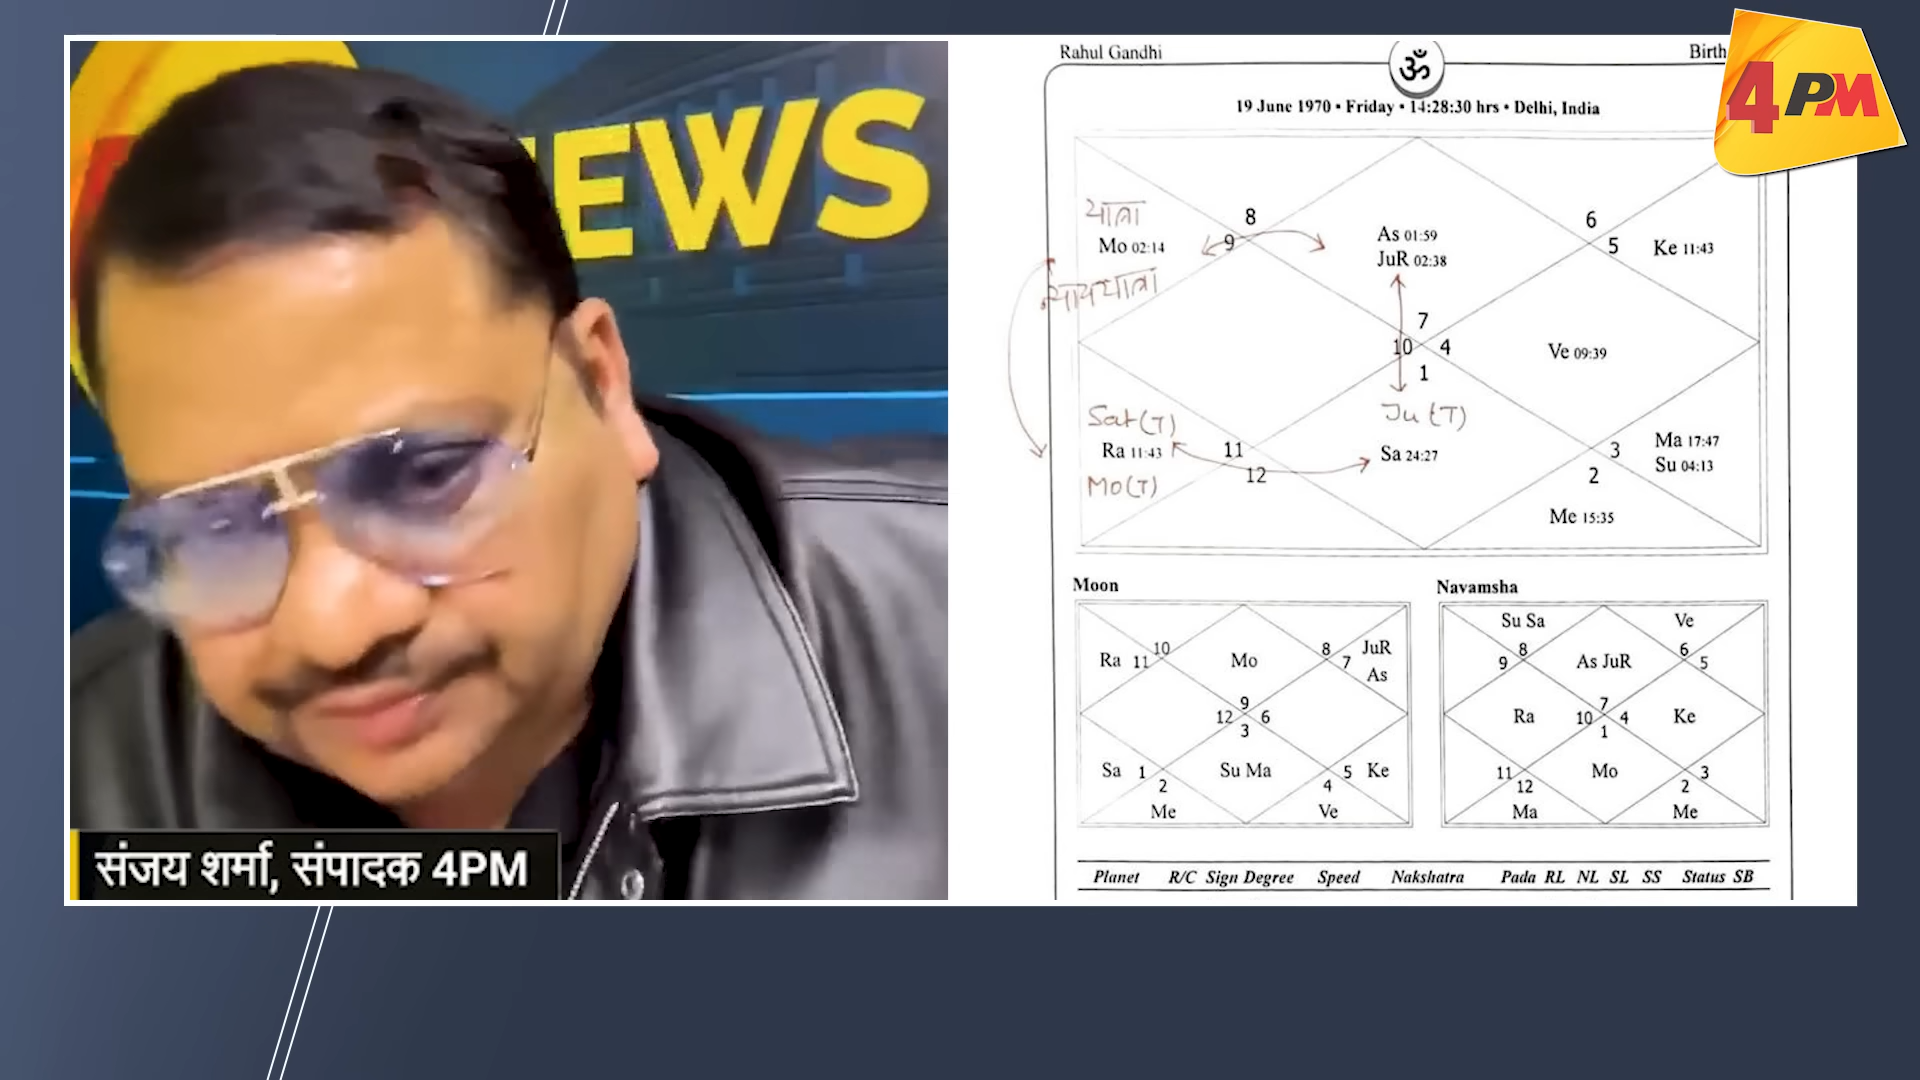 NEWS
संजय शर्मा, संपादक 4PM
4PM
Rahul Gandhi
Birth
ॐ
19 June 1970 • Friday • 14:28:30 hrs • Delhi, India
यात्रा
8
6
Mo 02:14
9
As 01:59
JuR 02:38
5
Ke 11:43
न्याययात्रा
7
10
4
Ve 09:39
1
Sat(T)
Ju (T)
Ra 11:43
11
Sa 24:27
3
Ma 17:47
Su 04:13
Mo(T)
12
2
Me 15:35
Moon
Ra 11
10
Mo
8
7
JuR
As
9
12 6
3
Sa 1
2
Su Ma
5 Ke
4
Me
Ve
Navamsha
Su Sa
Ve
9
8
As JuR
6
5
Ra
7
10 4
1
Ke
11
12
Mo
3
2
Ma
Me
Planet R/C Sign Degree Speed Nakshatra Pada RL NL SL SS Status SB